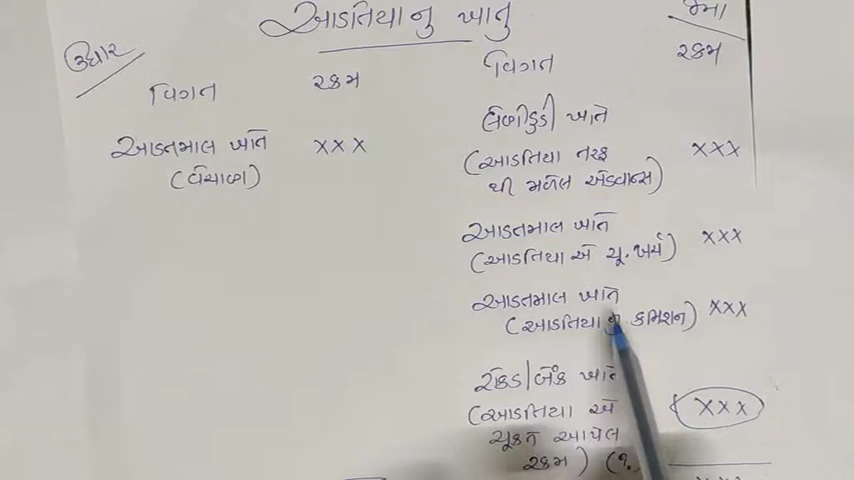 આડતિયાનું ખાતું
ઉધાર
જમા
વિગત
રકમ
વિગત
રકમ
આડતમાલ ખાતે
XXX
(વેચાણ)
લેણીહૂંડી ખાતે
(આડતિયા તરફ
XXX
થી મળેલ એડવાન્સ)
આડતમાલ ખાતે
XXX
(આડતિયા એ ચૂ. ખર્ચ)
આડતમાલ ખાતે
XXX
(આડતિયા નું કમિશન)
રોકડ/બેંક ખાતે
XXX
(આડતિયા એ
ચૂકતે આપેલ
રકમ)